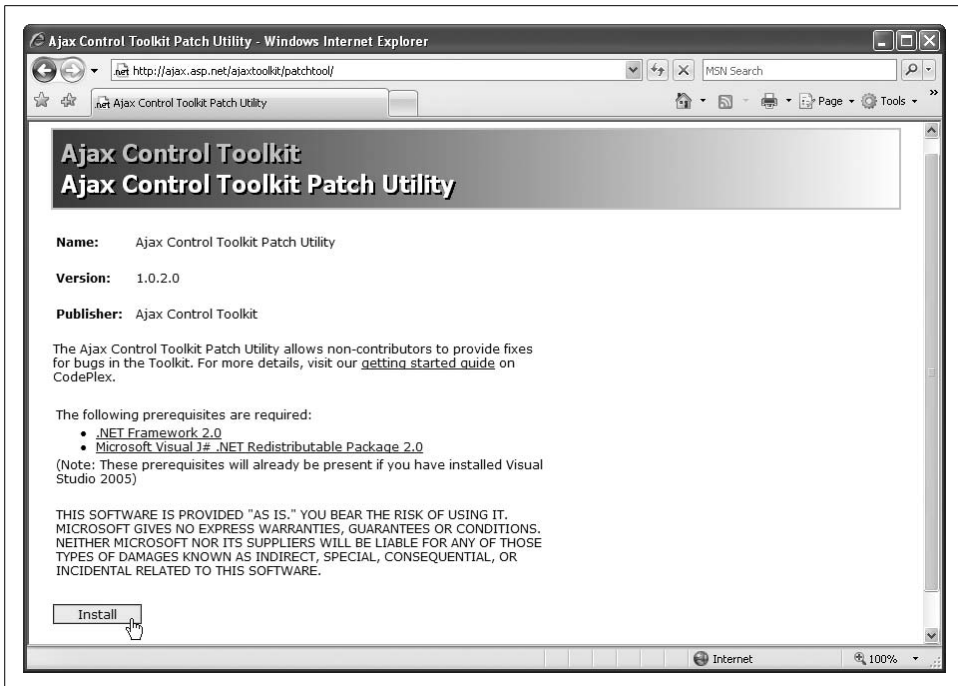 Ajax Control Toolkit Patch Utility - Windows Internet Explorer
.net http://ajax.asp.net/ajaxtoolkit/patchtool/
MSN Search
.net Ajax Control Toolkit Patch Utility
Page
Tools
Ajax Control Toolkit
Ajax Control Toolkit Patch Utility
Name: Ajax Control Toolkit Patch Utility
Version: 1.0.2.0
Publisher: Ajax Control Toolkit
The Ajax Control Toolkit Patch Utility allows non-contributors to provide fixes
for bugs in the Toolkit. For more details, visit our getting started guide on
CodePlex.
The following prerequisites are required:
• .NET Framework 2.0
• Microsoft Visual J# .NET Redistributable Package 2.0
(Note: These prerequisites will already be present if you have installed Visual
Studio 2005)
THIS SOFTWARE IS PROVIDED "AS IS." YOU BEAR THE RISK OF USING IT.
MICROSOFT GIVES NO EXPRESS WARRANTIES, GUARANTEES OR CONDITIONS.
NEITHER MICROSOFT NOR ITS SUPPLIERS WILL BE LIABLE FOR ANY OF THOSE
TYPES OF DAMAGES KNOWN AS INDIRECT, SPECIAL, CONSEQUENTIAL, OR
INCIDENTAL RELATED TO THIS SOFTWARE.
Install
Internet
100%